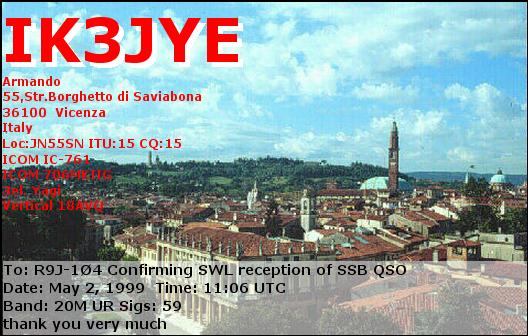 IK3JYE
Armando
55,Str.Borghetto di Saviabona
36100 Vicenza
Italy
Loc:JN55SN ITU:15 CQ:15
ICOM IC-761
ICOM 706MKIIG
3el. Yagi
Vertical 18AVQ
To: R9J-1Ø4 Confirming SWL reception of SSB QSO
Date: May 2, 1999 Time: 11:06 UTC
Band: 20M UR Sigs: 59
thank you very much